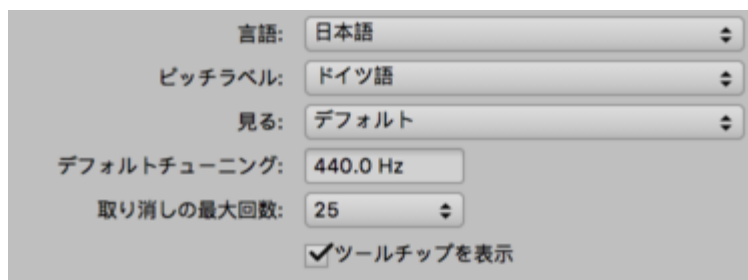 言語: 日本語
ピッチラベル: ドイツ語
見る: デフォルト
デフォルトチューニング: 440.0 Hz
取り消しの最大回数: 25
ツールチップを表示